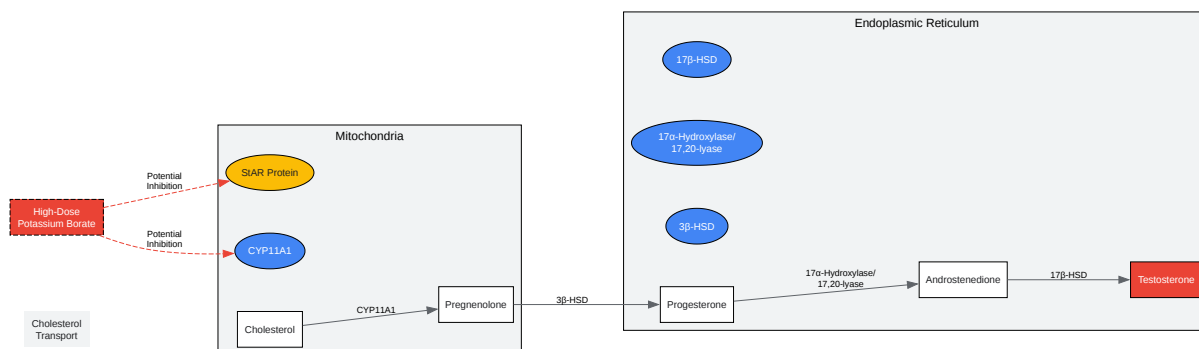 Endoplasmic Reticulum
17β-HSD
Mitochondria
17α-Hydroxylase/
17,20-lyase
StAR Protein
Potential
Inhibition
High-Dose
Potassium Borate
3β-HSD
Potential
Inhibition
CYP11A1
17α-Hydroxylase/
17,20-lyase
Androstenedione
17β-HSD
Testosterone
Pregnenolone
3β-HSD
Progesterone
CYP11A1
Cholesterol
Cholesterol
Transport